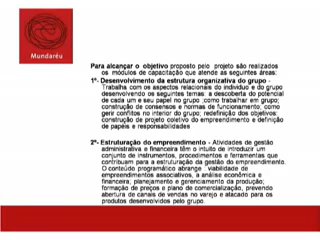 Mundaréu
Para alcançar o objetivo proposto pelo projeto são realizados
os módulos de capacitação que atende as seguintes áreas:
1º- Desenvolvimento da estrutura organizativa do grupo -
Trabalha com os aspectos relacionais do indivíduo e do grupo
desenvolvendo os seguintes temas: a descoberta do potencial
de cada um e seu papel no grupo ;como trabalhar em grupo;
construção de consensos e normas de funcionamento; como
gerir conflitos no interior do grupo; redefinição dos objetivos:
construção de projeto coletivo do empreendimento e definição
de papéis e responsabilidades
2º- Estruturação do empreendimento - Atividades de gestão
administrativa e financeira têm o intuito de introduzir um
conjunto de instrumentos, procedimentos e ferramentas que
contribuam para a estruturação da gestão do empreendimento.
O conteúdo programático abrange viabilidade de
empreendimentos associativos, a análise econômica e
financeira; planejamento e gerenciamento da produção;
formação de preços e plano de comercialização, prevendo
abertura de canais de vendas no varejo e atacado para os
produtos desenvolvidos pelo grupo.